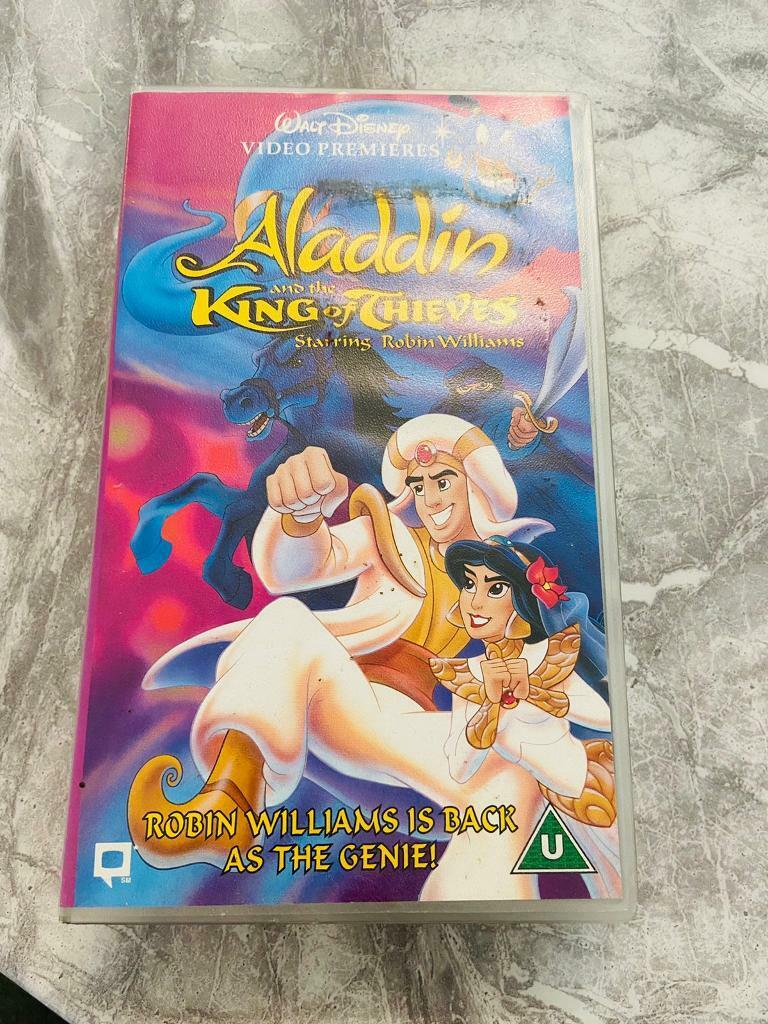 WALT DISNEY
VIDEO PREMIERES
Aladdin
and the
KING of THIEVES
Starring Robin Williams
ROBIN WILLIAMS IS BACK
AS THE GENIE!
U
SM